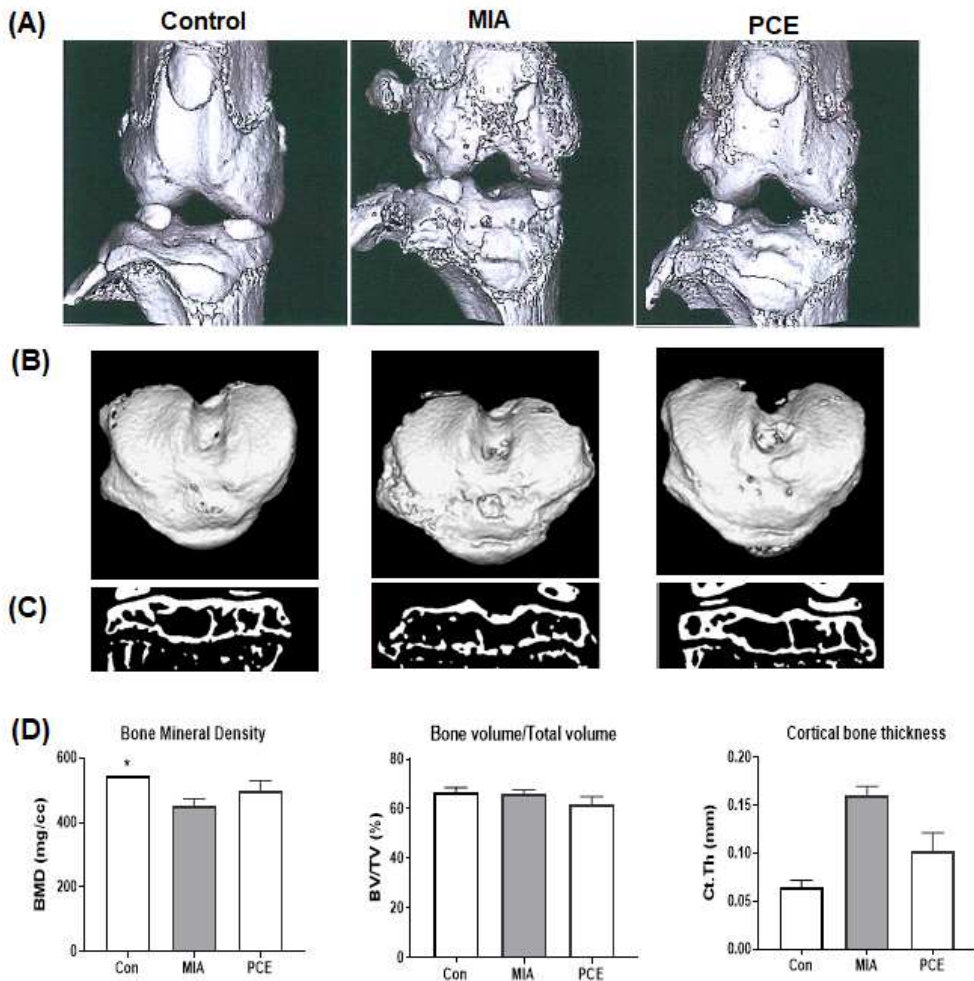 (A)
Control
MIA
PCE
(B)
(C)
(D)
Bone Mineral Density
BMD (mg/cc)
600
400
200
0
*
Con
MIA
PCE
Bone volume/Total volume
BV/TV (%)
80
60
40
20
0
Con
MIA
PCE
Cortical bone thickness
Ct.Th (mm)
0.20
0.15
0.10
0.05
0.00
Con
MIA
PCE